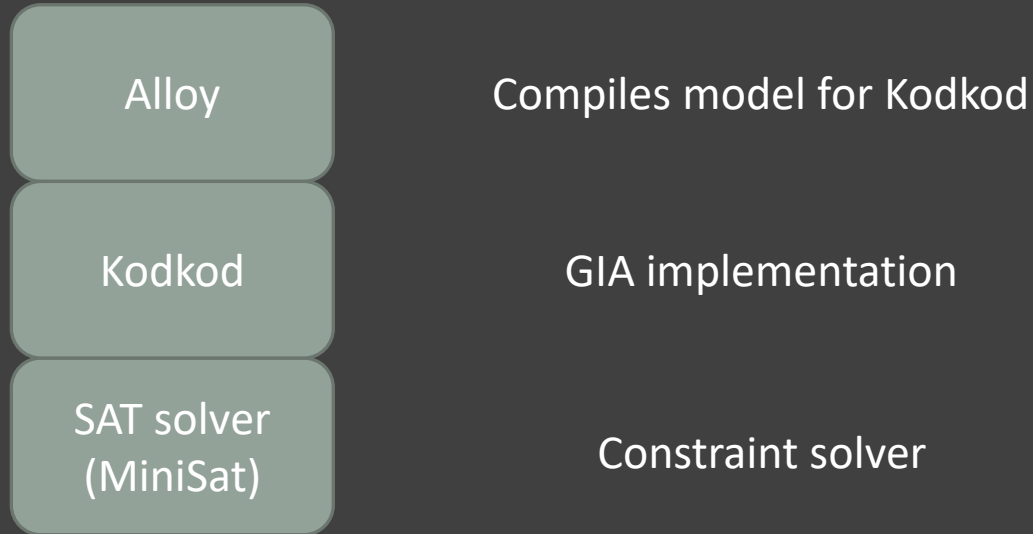 Alloy
Compiles model for Kodkod
Kodkod
GIA implementation
SAT solver
(MiniSat)
Constraint solver